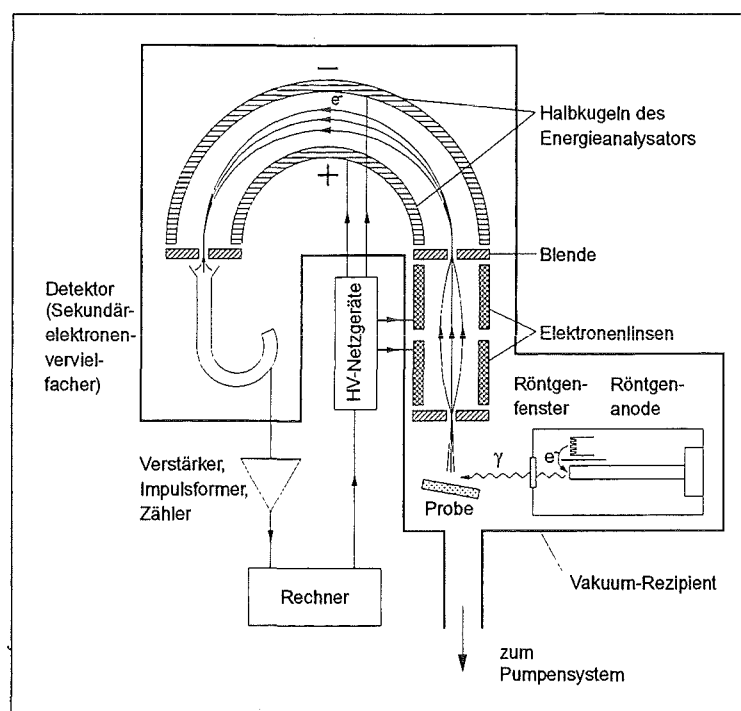 −
e⁻
+
Halbkugeln des
Energieanalysators
Blende
Detektor
(Sekundär-
elektronen-
verviel-
facher)
HV-Netzgeräte
Elektronenlinsen
Röntgen-
fenster
Röntgen-
anode
γ
e⁻
Verstärker,
Impulsformer,
Zähler
Probe
Rechner
Vakuum-Rezipient
zum
Pumpensystem